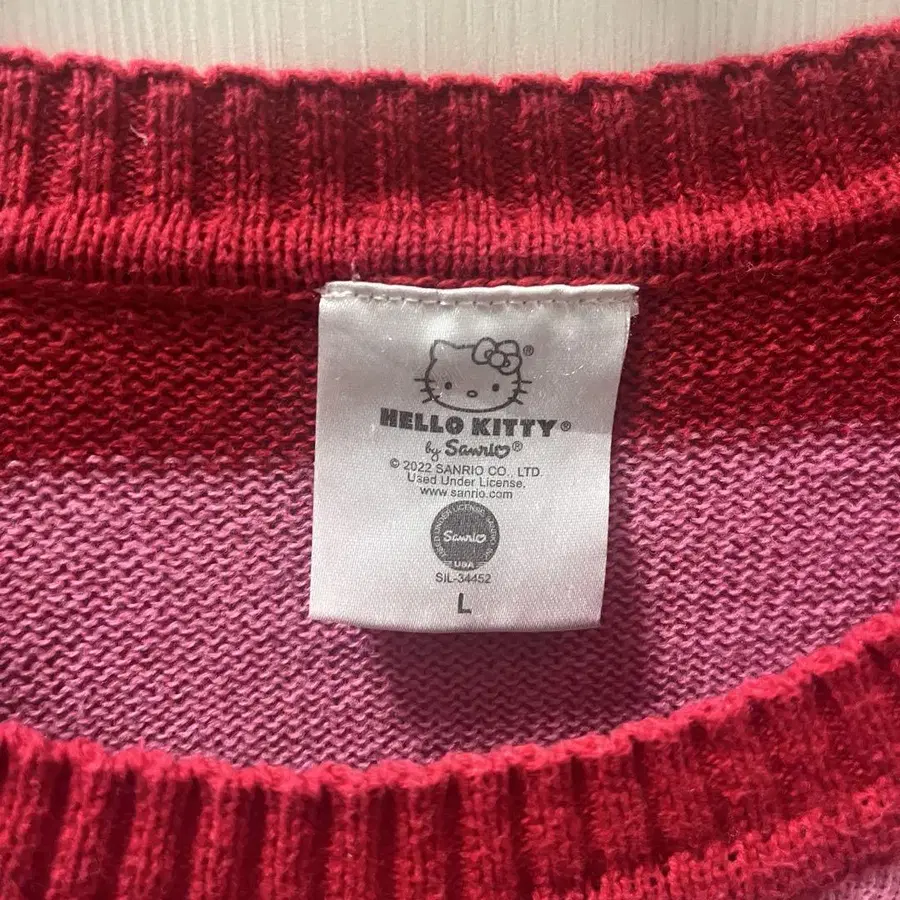 HELLO KITTY®
by Sanrio®
© 2022 SANRIO CO., LTD.
Used Under License.
www.sanrio.com
Sanrio
USA
SIL-34452
L